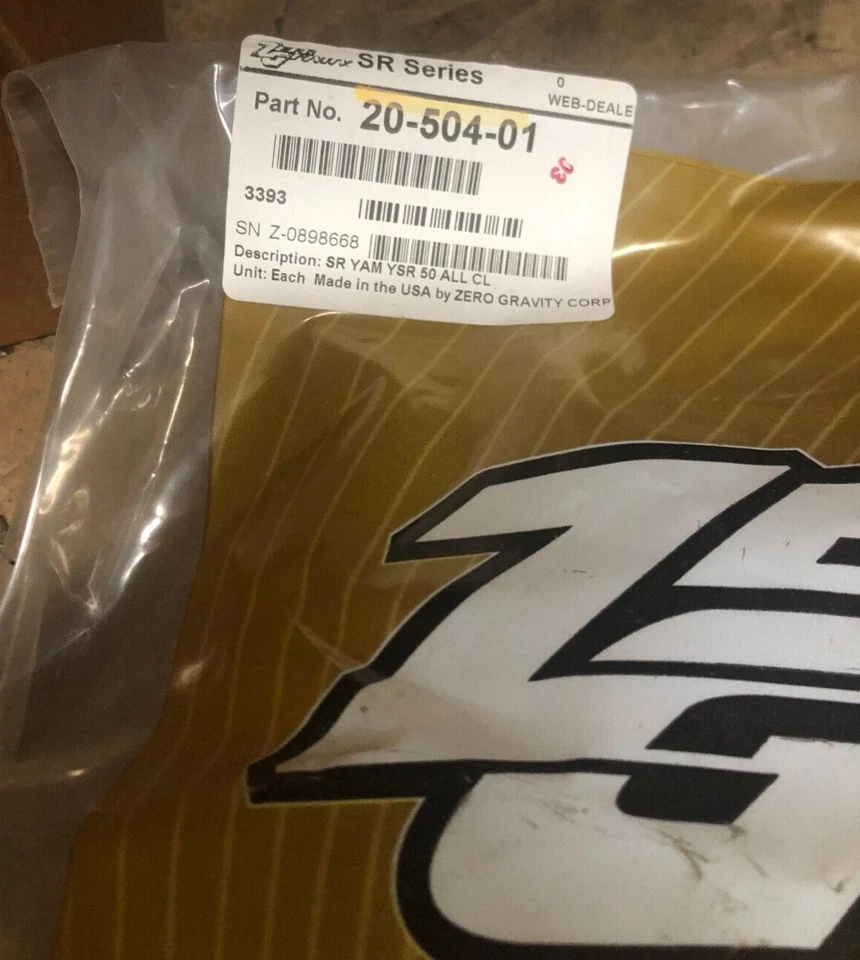 SR Series
0
WEB-DEALE
Part No. 20-504-01
3393
SN Z-0898668
Description: SR YAM YSR 50 ALL CL
Unit: Each Made in the USA by ZERO GRAVITY CORP